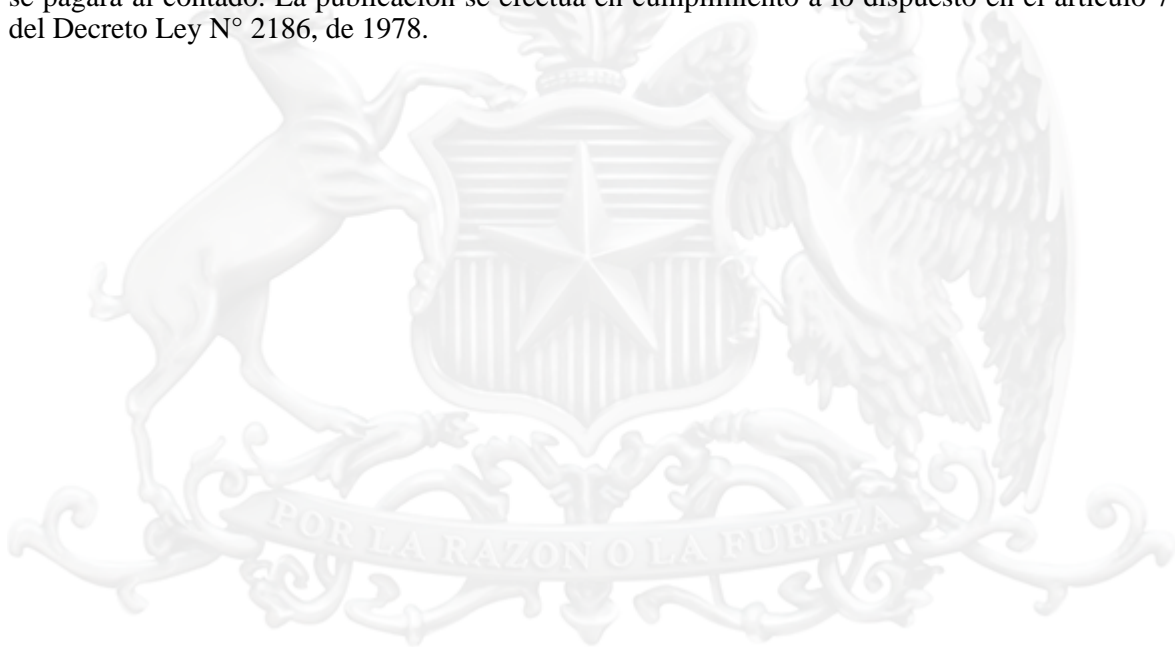 se pagará al contado. La publicación se efectúa en cumplimiento a lo dispuesto en el artículo 7°
del Decreto Ley N° 2186, de 1978.
POR LA RAZON O LA FUERZA